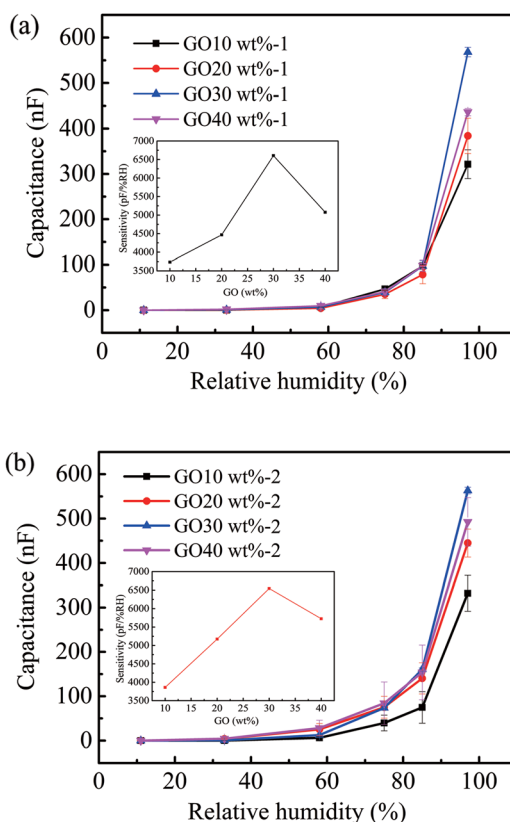 (a)
600
500
400
300
200
100
0
Capacitance (nF)
GO10 wt%-1
GO20 wt%-1
GO30 wt%-1
GO40 wt%-1
7000
6500
6000
5500
5000
4500
4000
3500
Sensitivity (pF/%RH)
10 20 30 40
GO (wt%)
0 20 40 60 80 100
Relative humidity (%)
(b)
600
500
400
300
200
100
0
Capacitance (nF)
GO10 wt%-2
GO20 wt%-2
GO30 wt%-2
GO40 wt%-2
7000
6500
6000
5500
5000
4500
4000
3500
Sensitivity (pF/%RH)
10 20 30 40
GO (wt%)
0 20 40 60 80 100
Relative humidity (%)